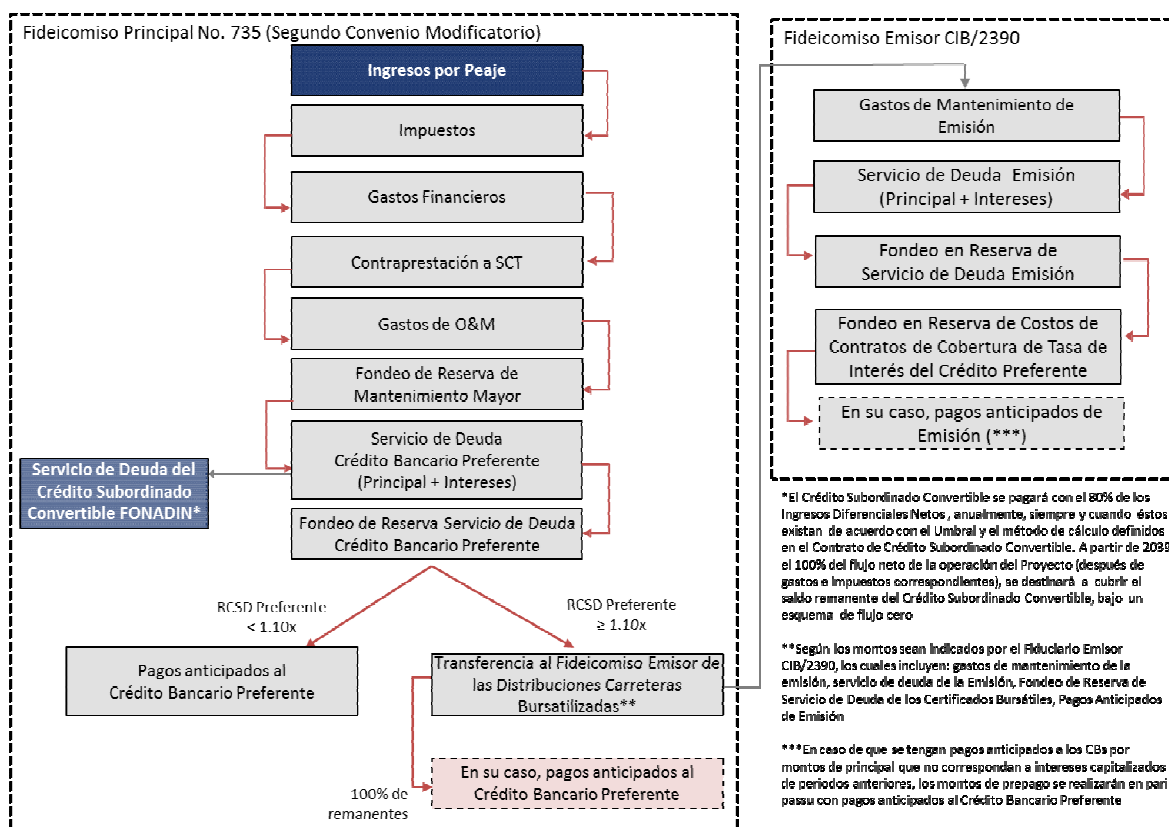 Fideicomiso Principal No. 735 (Segundo Convenio Modificatorio)
Ingresos por Peaje
Impuestos
Gastos Financieros
Contraprestación a SCT
Gastos de O&M
Fondeo de Reserva de
Mantenimiento Mayor
Servicio de Deuda
Crédito Bancario Preferente
(Principal + Intereses)
Servicio de Deuda del
Crédito Subordinado
Convertible FONADIN*
Fondeo de Reserva Servicio de Deuda
Crédito Bancario Preferente
RCSD Preferente
< 1.10x
RCSD Preferente
≥ 1.10x
Pagos anticipados al
Crédito Bancario Preferente
Transferencia al Fideicomiso Emisor de
las Distribuciones Carreteras
Bursatilizadas**
100% de
remanentes
En su caso, pagos anticipados al
Crédito Bancario Preferente
Fideicomiso Emisor CIB/2390
Gastos de Mantenimiento de
Emisión
Servicio de Deuda Emisión
(Principal + Intereses)
Fondeo en Reserva de
Servicio de Deuda Emisión
Fondeo en Reserva de Costos de
Contratos de Cobertura de Tasa de
Interés del Crédito Preferente
En su caso, pagos anticipados de
Emisión (***)
*El Crédito Subordinado Convertible se pagará con el 80% de los
Ingresos Diferenciales Netos, anualmente, siempre y cuando éstos
existan de acuerdo con el Umbral y el método de cálculo definidos
en el Contrato de Crédito Subordinado Convertible. A partir de 2039
el 100% del flujo neto de la operación del Proyecto (después de
gastos e impuestos correspondientes), se destinará a cubrir el
saldo remanente del Crédito Subordinado Convertible, bajo un
esquema de flujo cero
**Según los montos sean indicados por el Fiduciario Emisor
CIB/2390, los cuales incluyen: gastos de mantenimiento de la
emisión, servicio de deuda de la Emisión, Fondeo de Reserva de
Servicio de Deuda de los Certificados Bursátiles, Pagos Anticipados
de Emisión
***En caso de que se tengan pagos anticipados a los CBs por
montos de principal que no correspondan a intereses capitalizados
de periodos anteriores, los montos de prepago se realizarán en pari
passu con pagos anticipados al Crédito Bancario Preferente